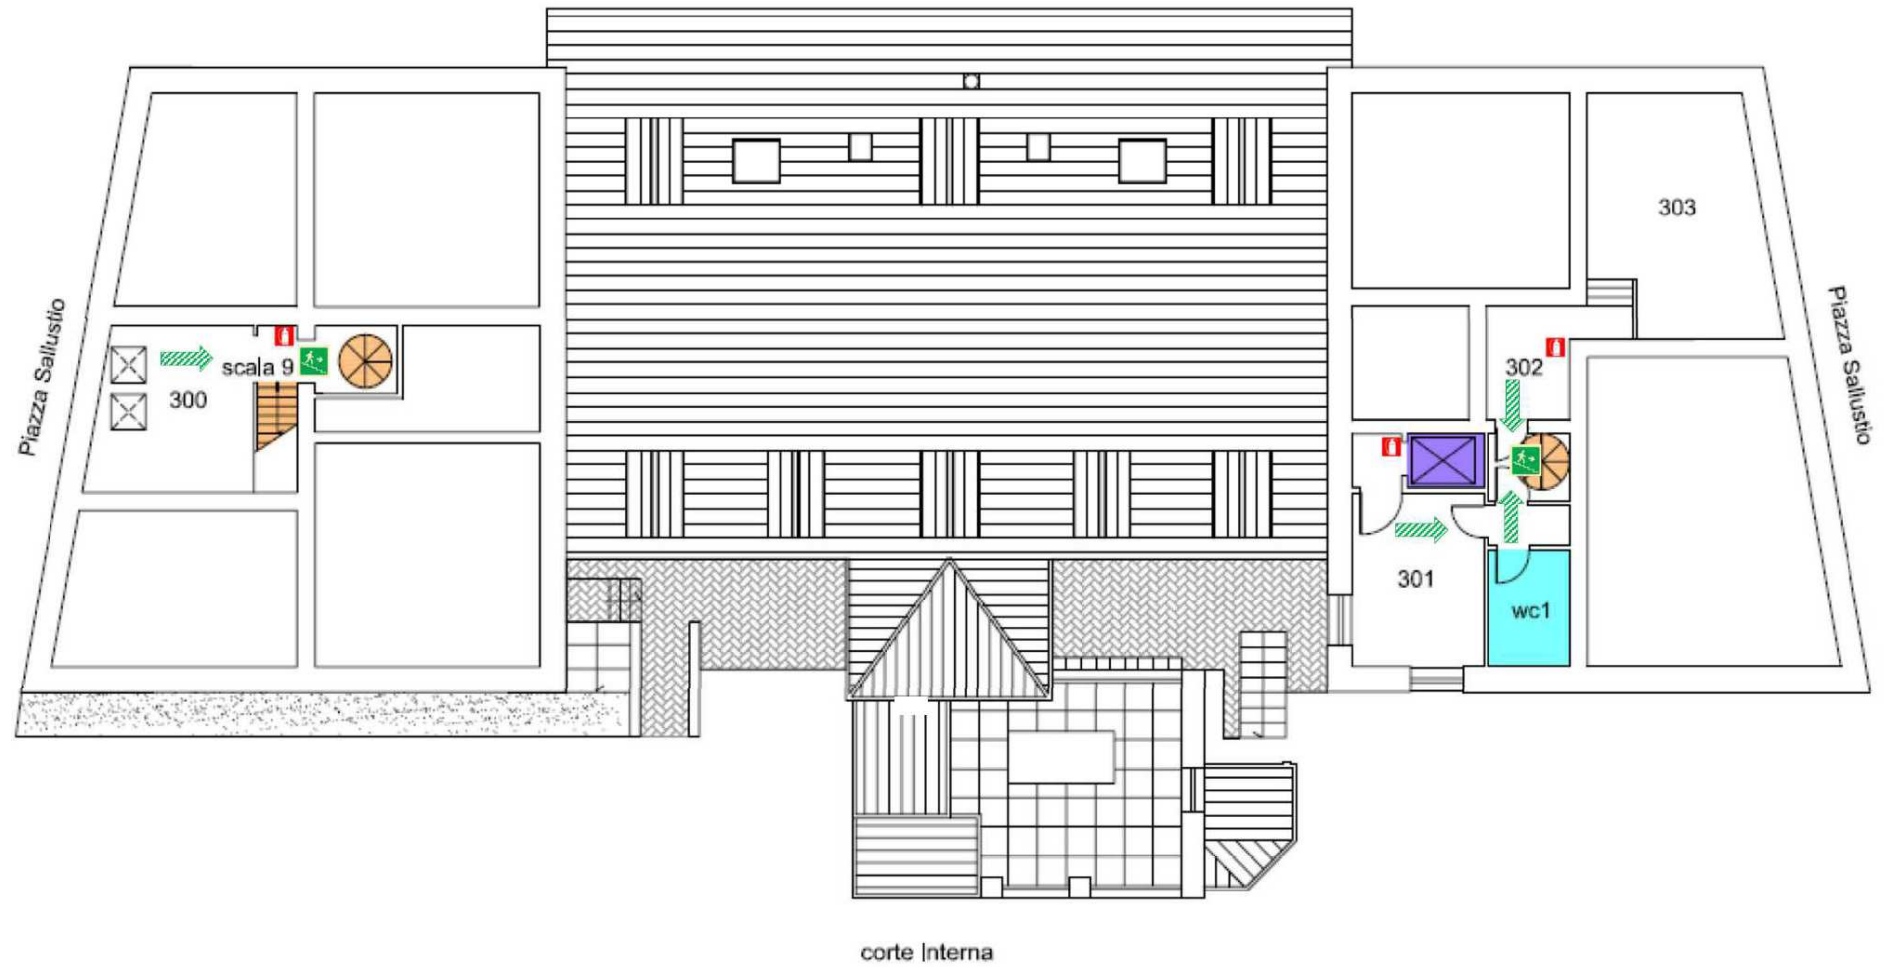 303
Piazza Sallustio
Piazza Sallustio
scala 9
302
300
301
wc1
corte Interna